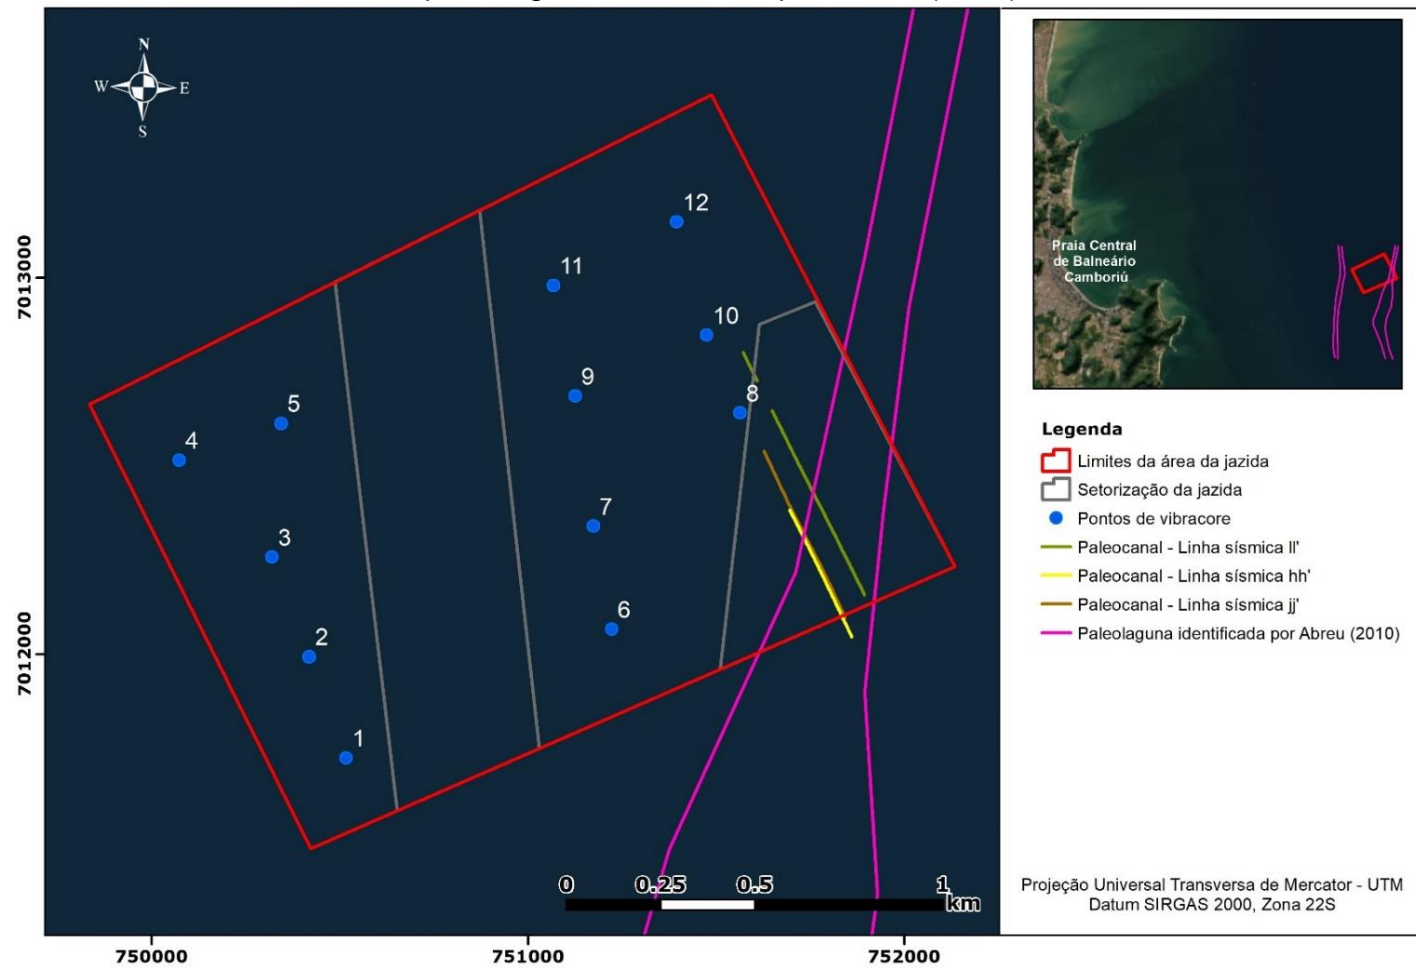 N
W E
S
12
11
10
9
8
5
4
7
3
6
2
1
7013000
7012000
0 0.25 0.5 1
km
750000 751000 752000
Praia Central
de Balneário
Camboriú
Legenda
Limites da área da jazida
Setorização da jazida
Pontos de vibracore
Paleocanal - Linha sísmica ll'
Paleocanal - Linha sísmica hh'
Paleocanal - Linha sísmica jj'
Paleolaguna identificada por Abreu (2010)
Projeção Universal Transversa de Mercator - UTM
Datum SIRGAS 2000, Zona 22S